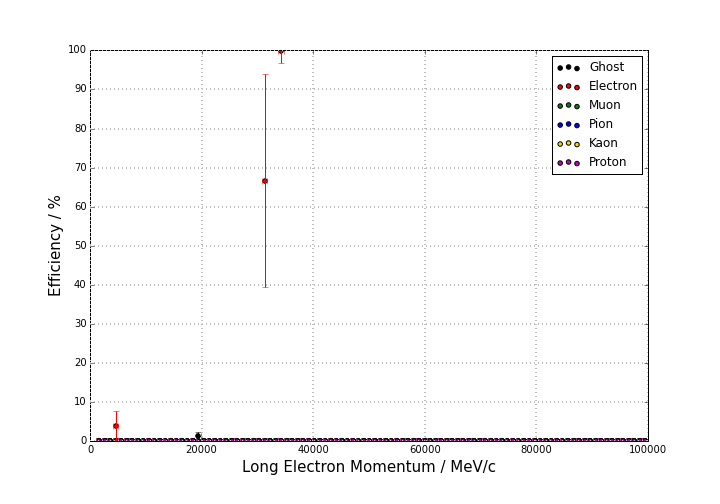 100
90
80
70
60
50
40
30
20
10
0
Efficiency / %
Ghost
Electron
Muon
Pion
Kaon
Proton
0 20000 40000 60000 80000 100000
Long Electron Momentum / MeV/c